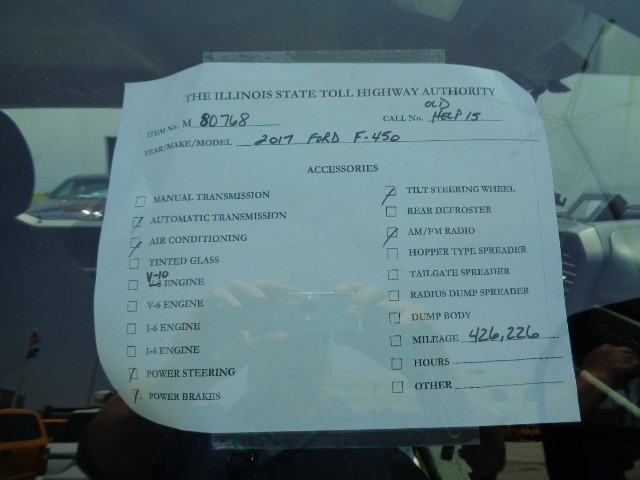 THE ILLINOIS STATE TOLL HIGHWAY AUTHORITY
ITEM No. M 80768 CALL No. OLD HELP 15
YEAR/MAKE/MODEL 2017 FORD F-450
ACCESSORIES
MANUAL TRANSMISSION
AUTOMATIC TRANSMISSION
AIR CONDITIONING
TINTED GLASS
V-10 ENGINE
V-6 ENGINE
I-6 ENGINE
I-4 ENGINE
POWER STEERING
POWER BRAKES
TILT STEERING WHEEL
REAR DEFROSTER
AM/FM RADIO
HOPPER TYPE SPREADER
TAILGATE SPREADER
RADIUS DUMP SPREADER
DUMP BODY
MILEAGE 426,226
HOURS
OTHER